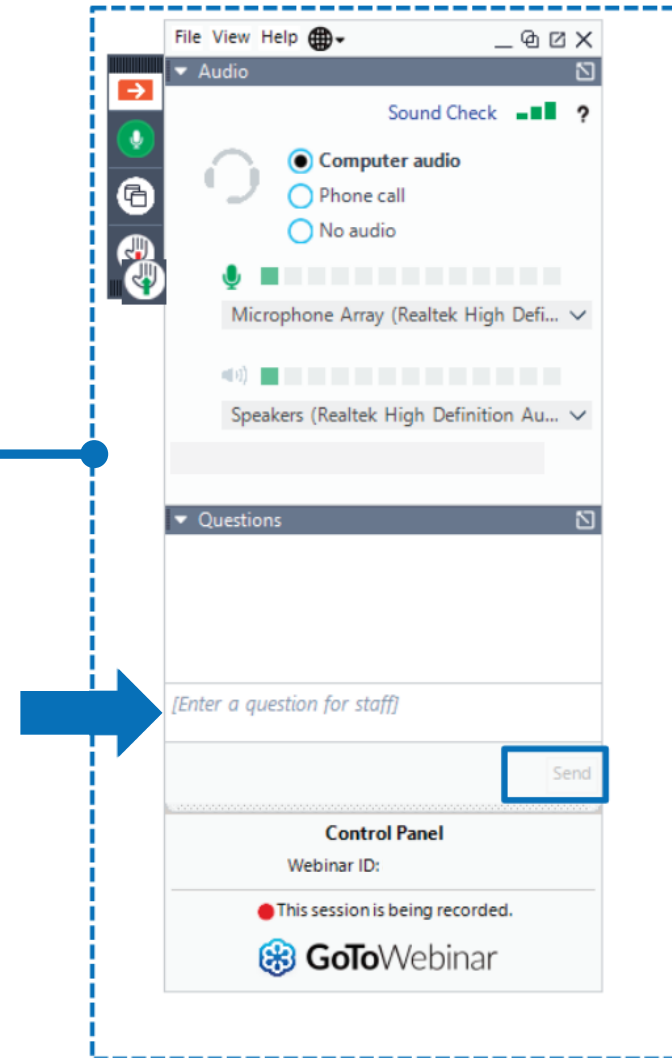 File View Help
Audio
Sound Check ?
Computer audio
Phone call
No audio
Microphone Array (Realtek High Defi...
Speakers (Realtek High Definition Au...
Questions
[Enter a question for staff]
Send
Control Panel
Webinar ID:
This session is being recorded.
GoToWebinar